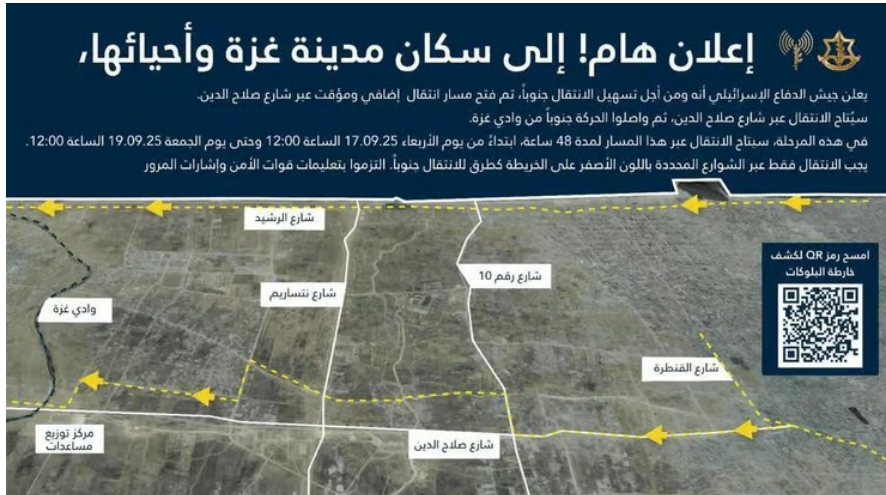 إعلان هام! إلى سكان مدينة غزة وأحيائها،
يعلن جيش الدفاع الإسرائيلي أنه ومن أجل تسهيل الانتقال جنوباً، تم فتح مسار انتقال إضافي ومؤقت عبر شارع صلاح الدين.
سيُتاح الانتقال عبر شارع صلاح الدين، ثم واصلوا الحركة جنوباً من وادي غزة.
في هذه المرحلة، سيتاح الانتقال عبر هذا المسار لمدة 48 ساعة، ابتداءً من يوم الأربعاء 17.09.25 الساعة 12:00 وحتى يوم الجمعة 19.09.25 الساعة 12:00.
يجب الانتقال فقط عبر الشوارع المحددة باللون الأصفر على الخريطة كطرق للانتقال جنوباً. التزموا بتعليمات قوات الأمن وإشارات المرور
شارع الرشيد
امسح رمز QR لكشف
خارطة البلوكات
شارع رقم 10
شارع نتساريم
وادي غزة
شارع القنطرة
شارع صلاح الدين
مركز توزيع
مساعدات